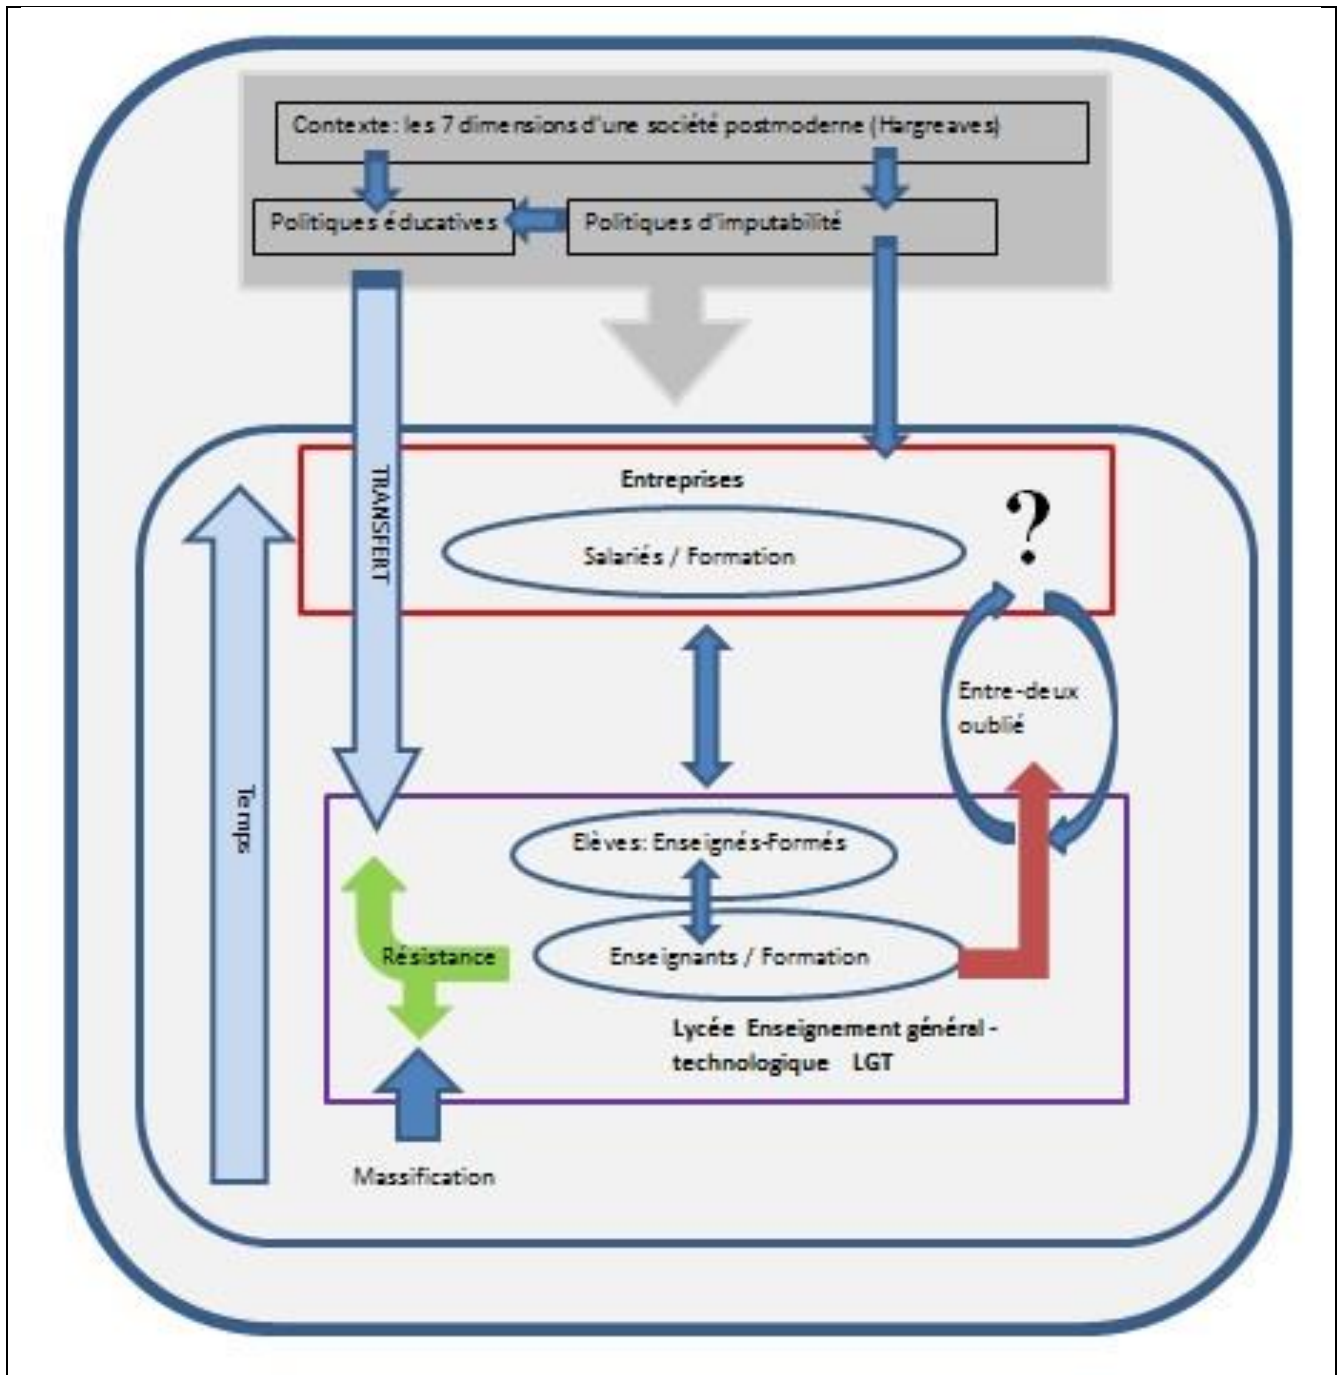 Contexte: les 7 dimensions d'une société postmoderne (Hargreaves)
Politiques éducatives
Politiques d'imputabilité
TRANSFERT
Entreprises
Salariés / Formation
?
Entre-deux
oublié
Temps
Elèves: Enseignés-Formés
Résistance
Enseignants / Formation
Lycée Enseignement général -
technologique LGT
Massification